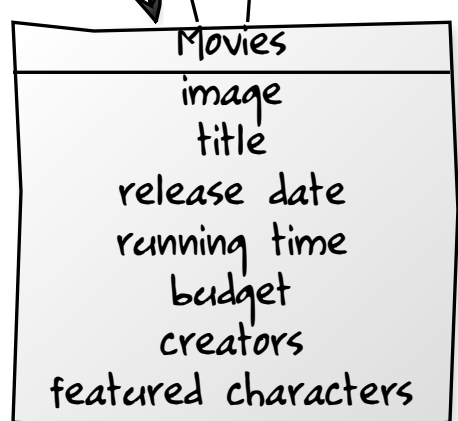 Movies
image
title
release date
running time
budget
creators
featured characters